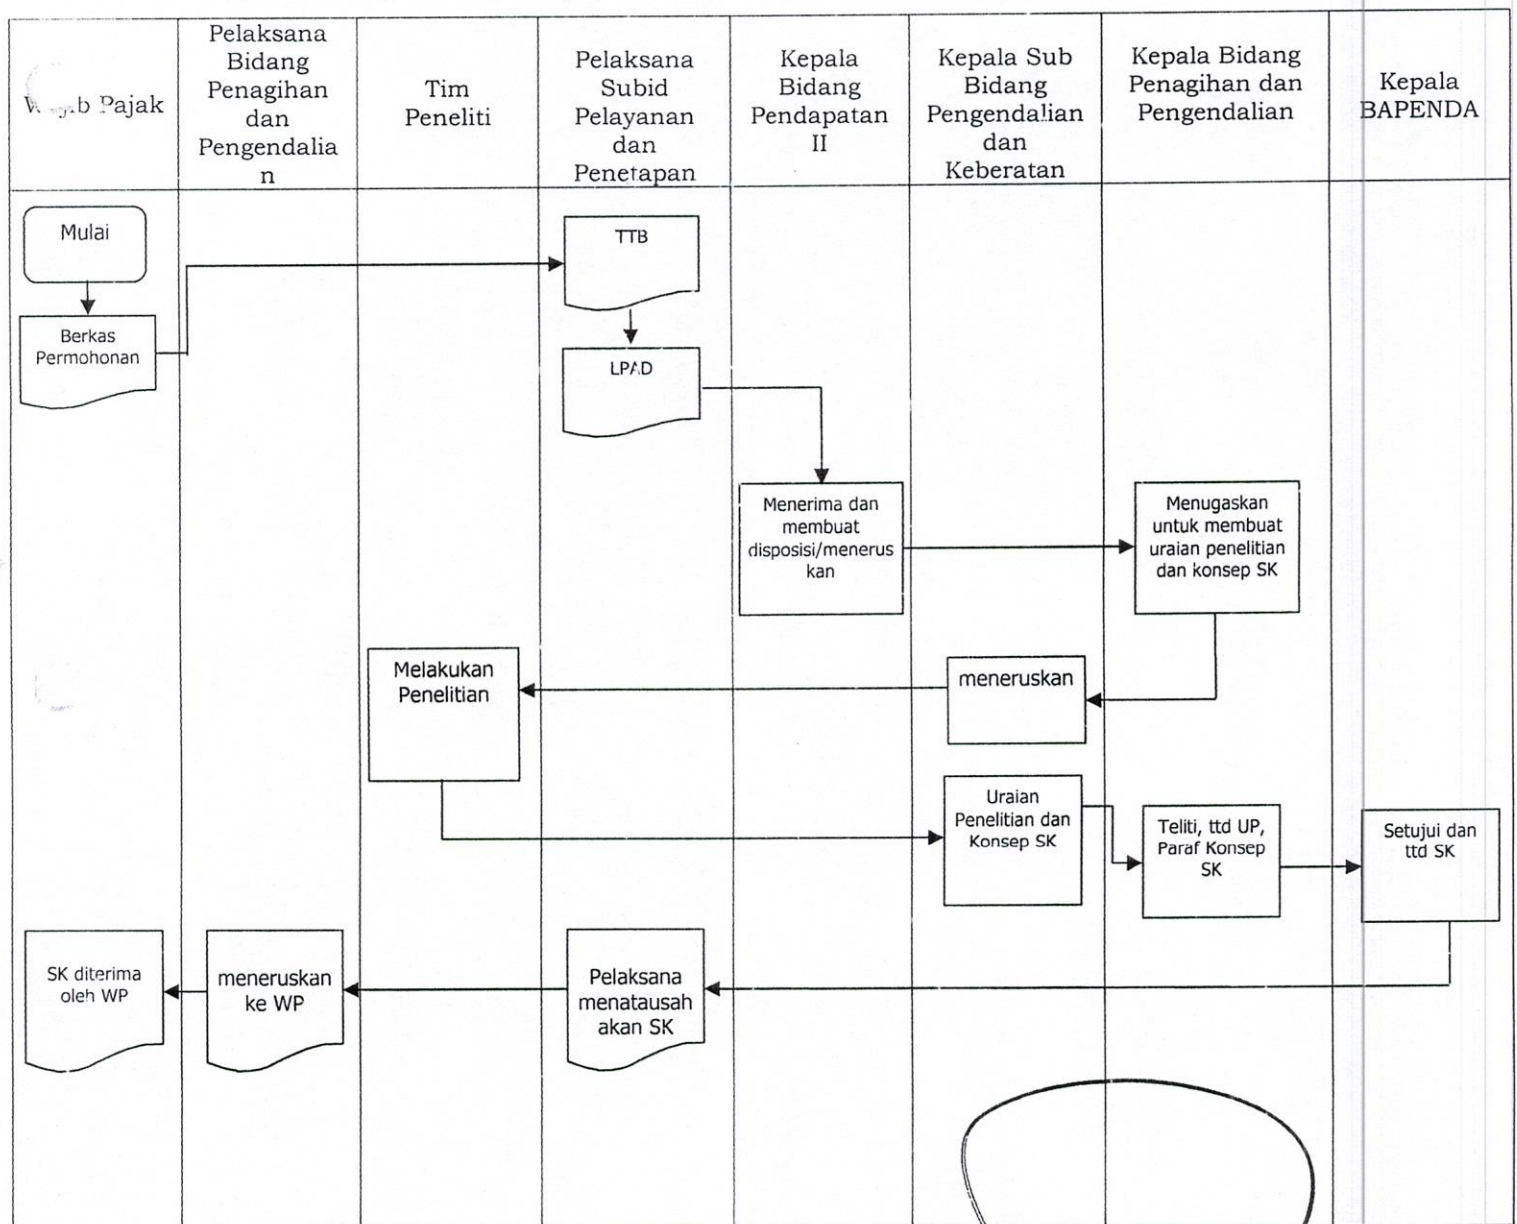 Pajak
Pelaksana
Bidang
Penagihan
dan
Pengendalia
n
Tim
Peneliti
Pelaksana
Subid
Pelayanan
dan
Penetapan
Kepala
Bidang
Pendapatan
II
Kepala Sub
Bidang
Pengendalian
dan
Keberatan
Kepala Bidang
Penagihan dan
Pengendalian
Kepala
BAPENDA
Mulai
Berkas
Permohonan
TTB
LPAD
Menerima dan
membuat
disposisi/menerus
kan
Menugaskan
untuk membuat
uraian penelitian
dan konsep SK
meneruskan
Melakukan
Penelitian
Uraian
Penelitian dan
Konsep SK
Teliti, ttd UP,
Paraf Konsep
SK
Setujui dan
ttd SK
Pelaksana
menatausah
akan SK
meneruskan
ke WP
SK diterima
oleh WP